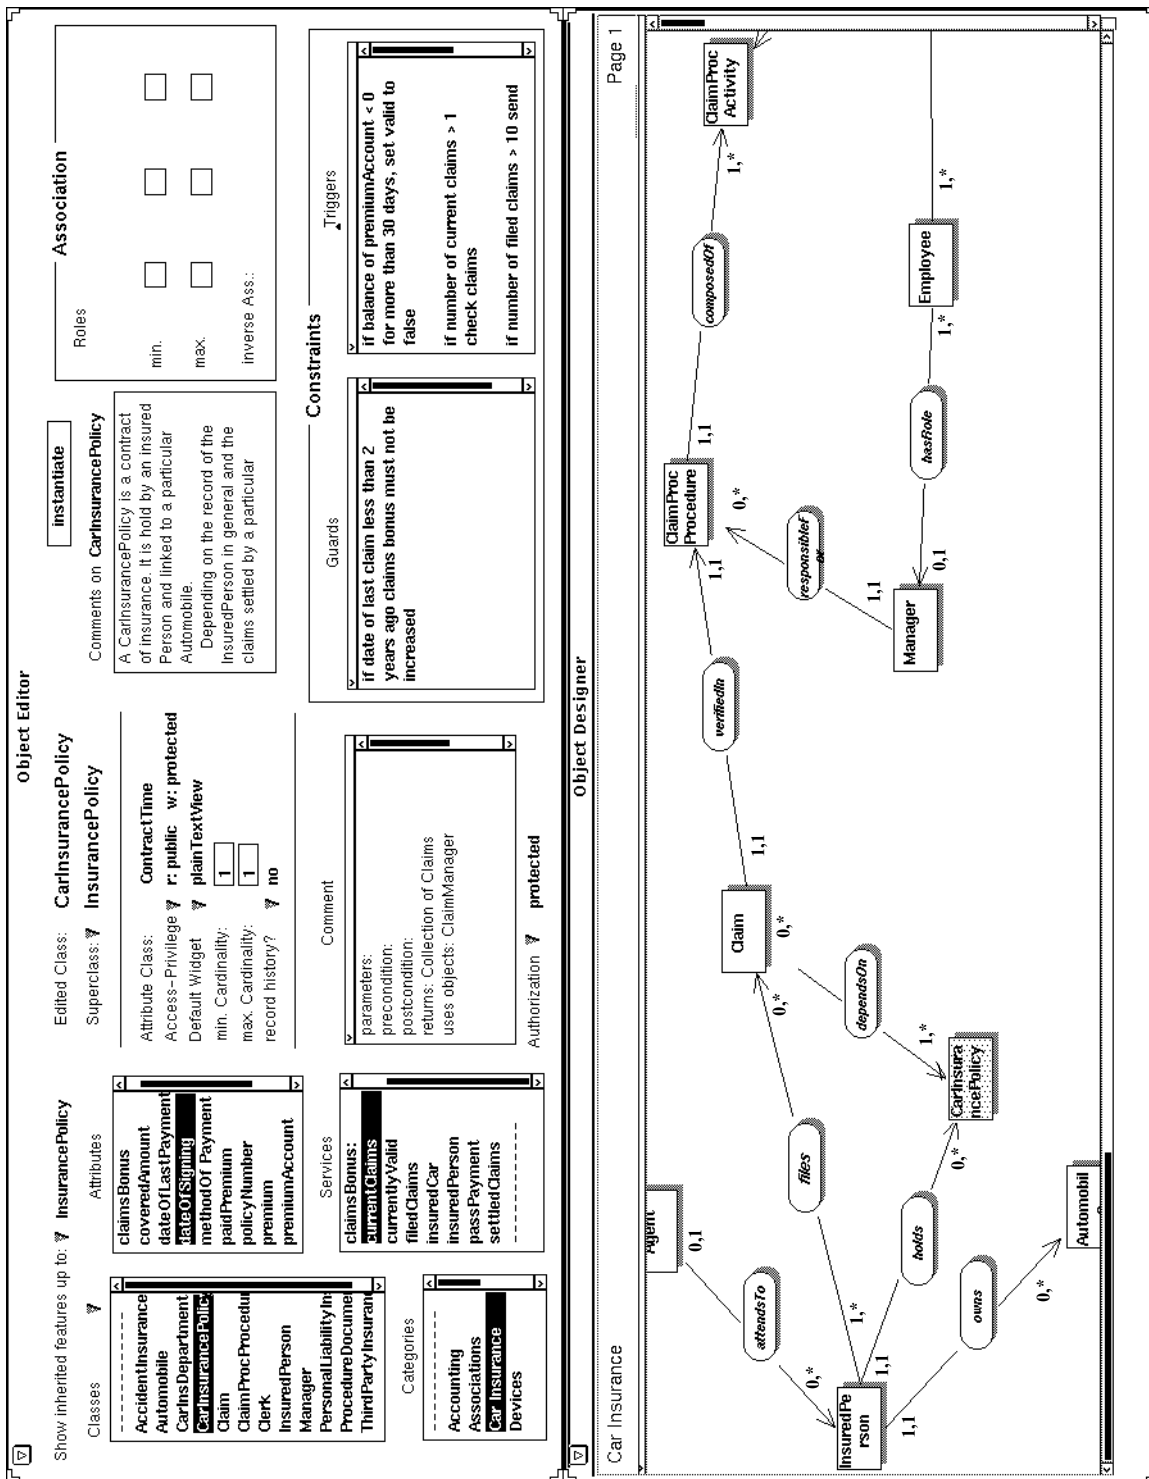 Object Editor
Show inherited features up to: InsurancePolicy
Edited Class: CarInsurancePolicy
Superclass: InsurancePolicy
instantiate
Classes
AccidentInsurance
Automobile
CarInsDepartment
CarInsurancePolicy
Claim
ClaimProcProcedur
Clerk
InsuredPerson
Manager
PersonalLiabilityIn
ProcedureDocumen
ThirdPartyInsuranc
Attributes
claimsBonus
coveredAmount
dateOfLastPayment
dateOfSigning
methodOf Payment
paidPremium
policyNumber
premium
premiumAccount
Attribute Class: ContractTime
Access-Privilege r: public w: protected
Default Widget plainTextView
min. Cardinality: 1
max. Cardinality: 1
record history? no
Comments on CarInsurancePolicy
A CarInsurancePolicy is a contract
of insurance. It is hold by an insured
Person and linked to a particular
Automobile.
Depending on the record of the
InsuredPerson in general and the
claims settled by a particular
Association
Roles
min.
max.
inverse Ass.:
Categories
Accounting
Associations
Car Insurance
Devices
Services
claimsBonus:
currentClaims
currentlyValid
filedClaims
insuredCar
insuredPerson
passPayment
settledClaims
Comment
parameters:
precondition:
postcondition:
returns: Collection of Claims
uses objects: ClaimManager
Authorization protected
Constraints
Guards
if date of last claim less than 2
years ago claims bonus must not be
increased
Triggers
if balance of premiumAccount < 0
for more than 30 days, set valid to
false
if number of current claims > 1
check claims
if number of filed claims > 10 send
Object Designer
Car Insurance
Page 1
Agent
0,1
attendsTo
0,*
InsuredPe
rson
1,*
1,1
1,1
files
0,*
holds
0,*
owns
0,*
Automobil
Claim
0,*
dependsOn
1,*
CarInsura
ncePolicy
1,1
verifiedIn
1,1
ClaimProc
Procedure
1,1
composedOf
1,*
ClaimProc
Activity
0,*
responsibleF
or
1,1
Manager
0,1
hasRole
1,*
Employee
1,*